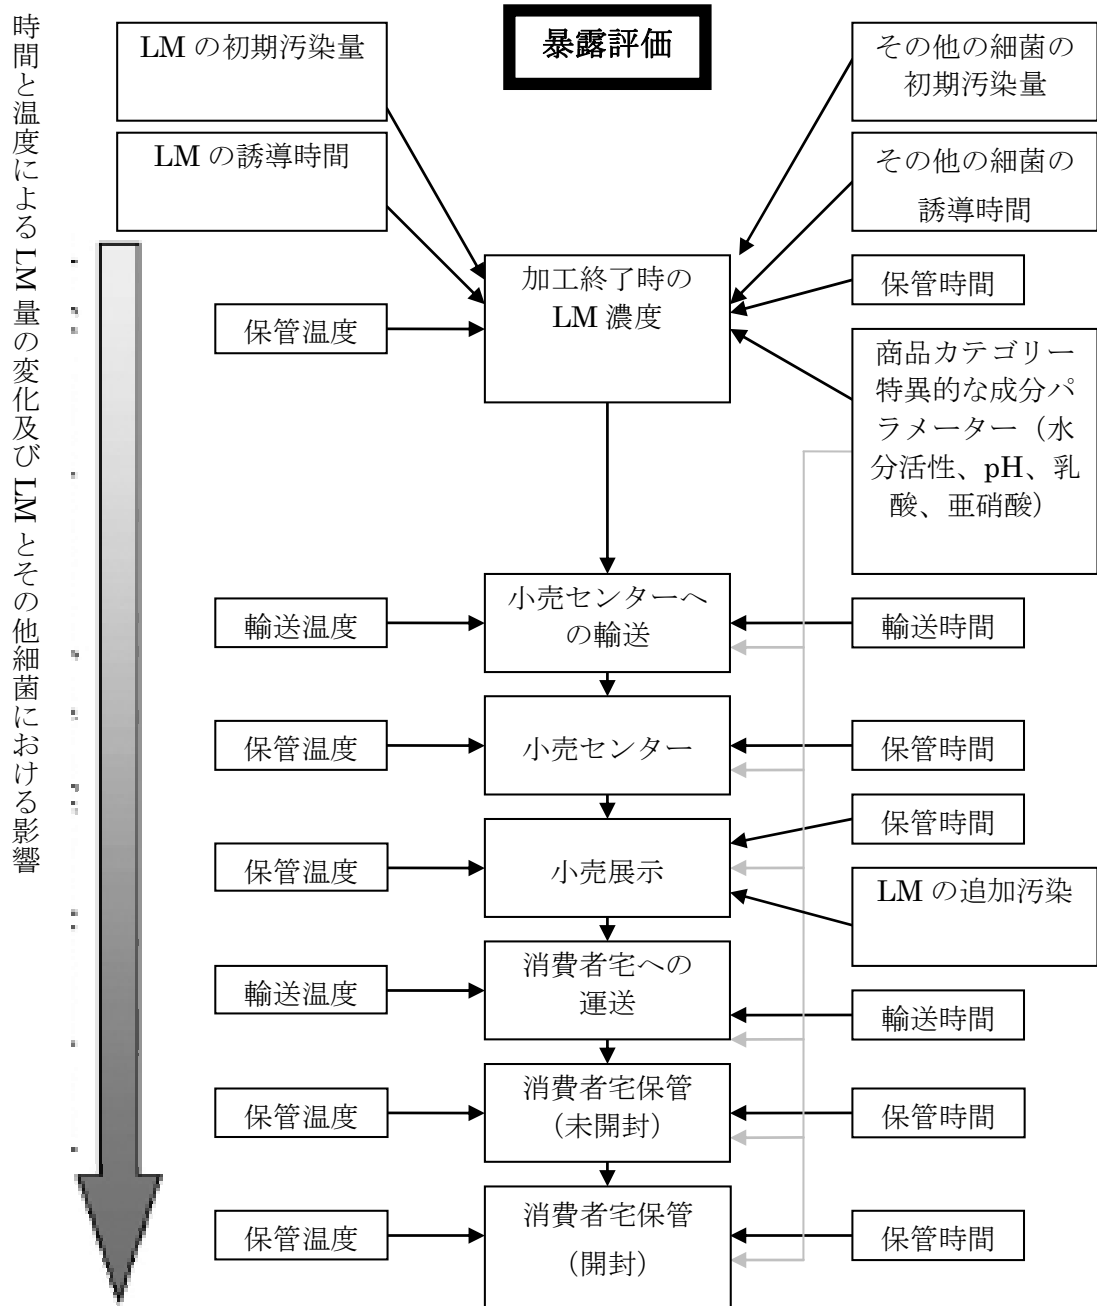 時間と温度による LM 量の変化及び LM とその他細菌における影響
LM の初期汚染量
暴露評価
その他の細菌の
初期汚染量
LM の誘導時間
その他の細菌の
誘導時間
加工終了時の
LM 濃度
保管時間
保管温度
商品カテゴリー
特異的な成分パ
ラメーター（水
分活性、pH、乳
酸、亜硝酸）
小売センターへ
の輸送
輸送温度
輸送時間
保管温度
小売センター
保管時間
保管時間
保管温度
小売展示
LM の追加汚染
消費者宅への
運送
輸送温度
輸送時間
消費者宅保管
（未開封）
保管温度
保管時間
消費者宅保管
（開封）
保管温度
保管時間